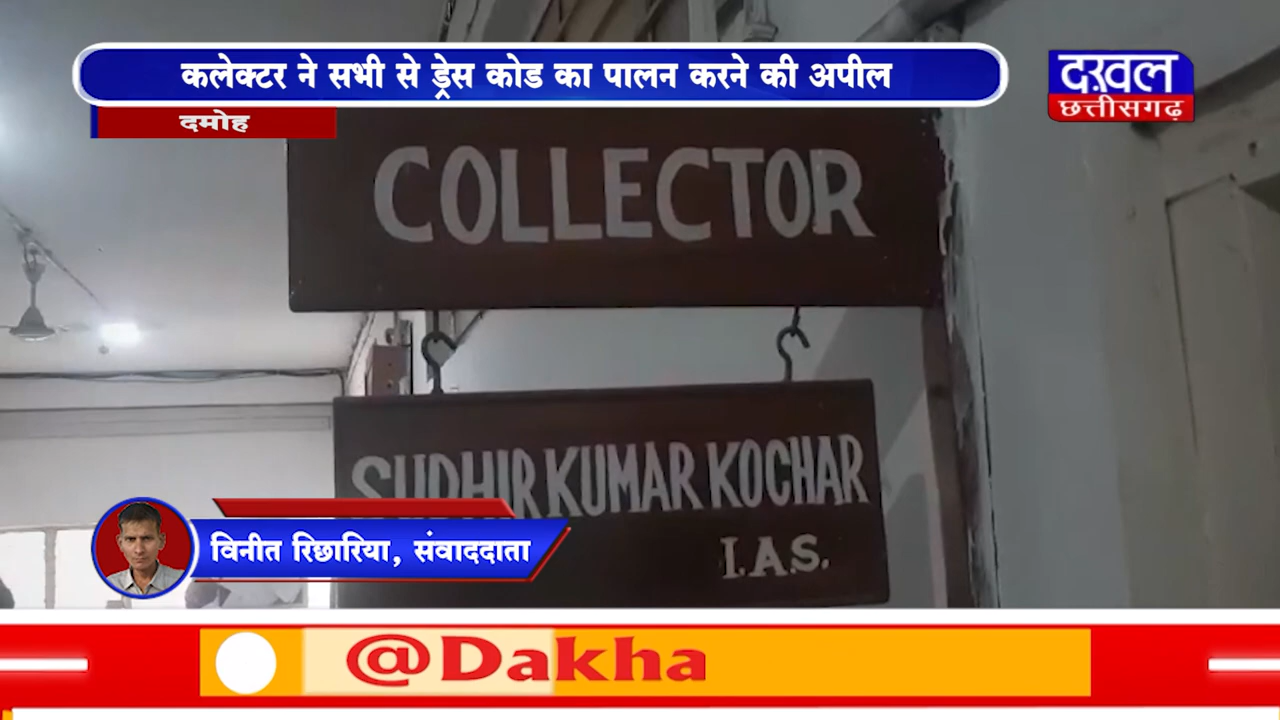 कलेक्टर ने सभी से ड्रेस कोड का पालन करने की अपील
दखल
छत्तीसगढ़
दमोह
COLLECTOR
SUDHIR KUMAR KOCHAR
I.A.S.
विनीत रिछारिया, संवाददाता
@Dakha